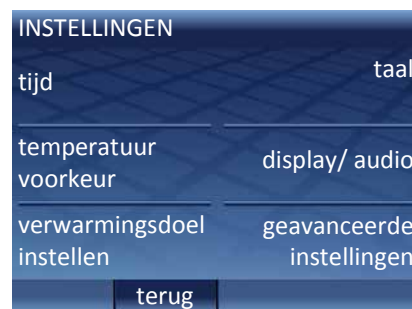 INSTELLINGEN
tijd
taal
temperatuur
voorkeur
display/ audio
verwarmingsdoel
instellen
geavanceerde
instellingen
terug